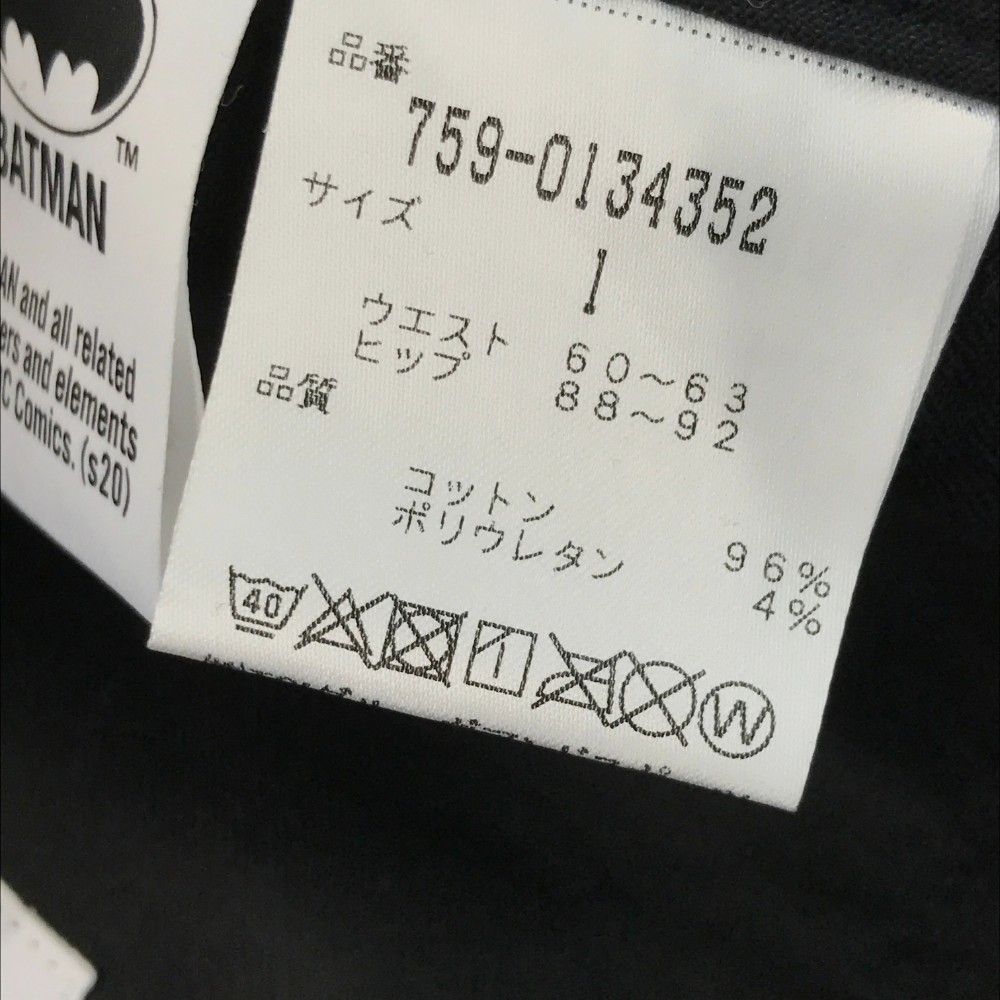 TM
BATMAN
and all related
and elements
Comics. (s20)
品番
759-0134352
サイズ
1
ウエスト 60～63
ヒップ 88～92
品質
コットン 96%
ポリウレタン 4%
40
1
W